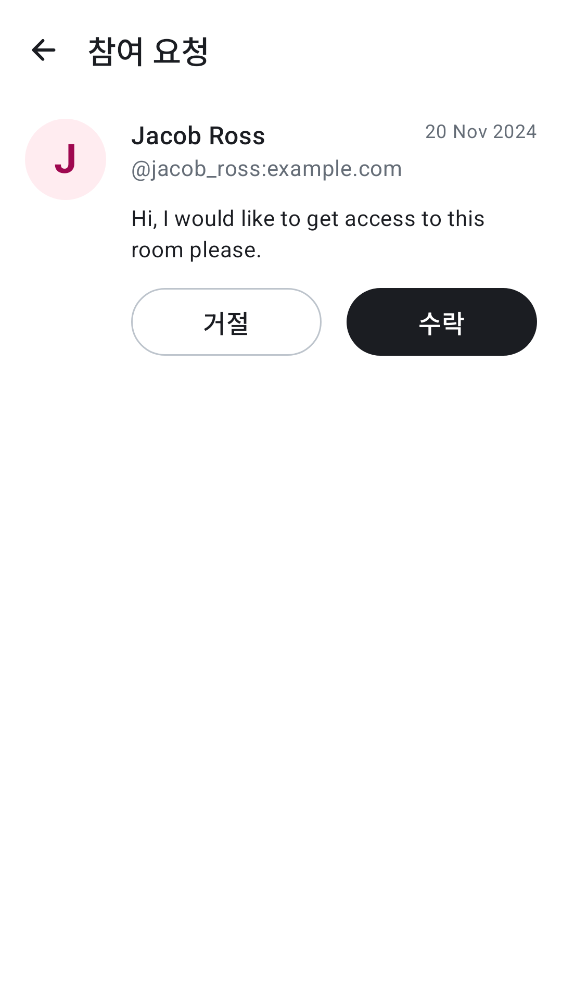 참여 요청
J
Jacob Ross
20 Nov 2024
@jacob_ross:example.com
Hi, I would like to get access to this
room please.
거절
수락